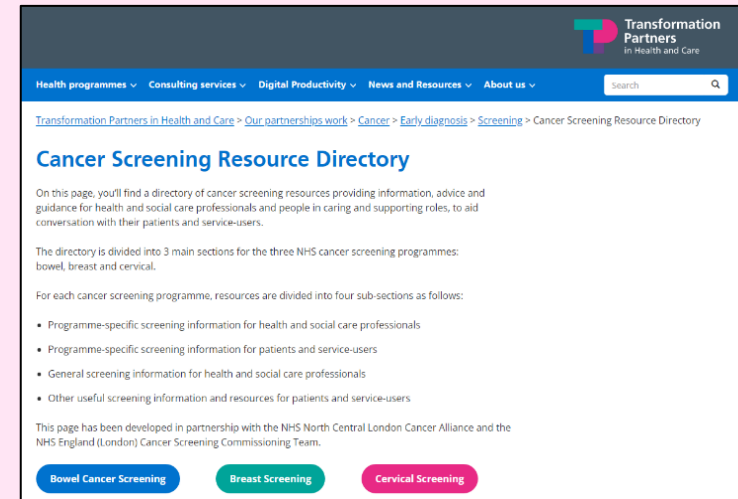 Transformation
Partners
in Health and Care
Health programmes Consulting services Digital Productivity News and Resources About us Search
Transformation Partners in Health and Care > Our partnerships work > Cancer > Early diagnosis > Screening > Cancer Screening Resource Directory
Cancer Screening Resource Directory
On this page, you'll find a directory of cancer screening resources providing information, advice and
guidance for health and social care professionals and people in caring and supporting roles, to aid
conversation with their patients and service-users.
The directory is divided into 3 main sections for the three NHS cancer screening programmes:
bowel, breast and cervical.
For each cancer screening programme, resources are divided into four sub-sections as follows:
• Programme-specific screening information for health and social care professionals
• Programme-specific screening information for patients and service-users
• General screening information for health and social care professionals
• Other useful screening information and resources for patients and service-users
This page has been developed in partnership with the NHS North Central London Cancer Alliance and the
NHS England (London) Cancer Screening Commissioning Team.
Bowel Cancer Screening Breast Screening Cervical Screening